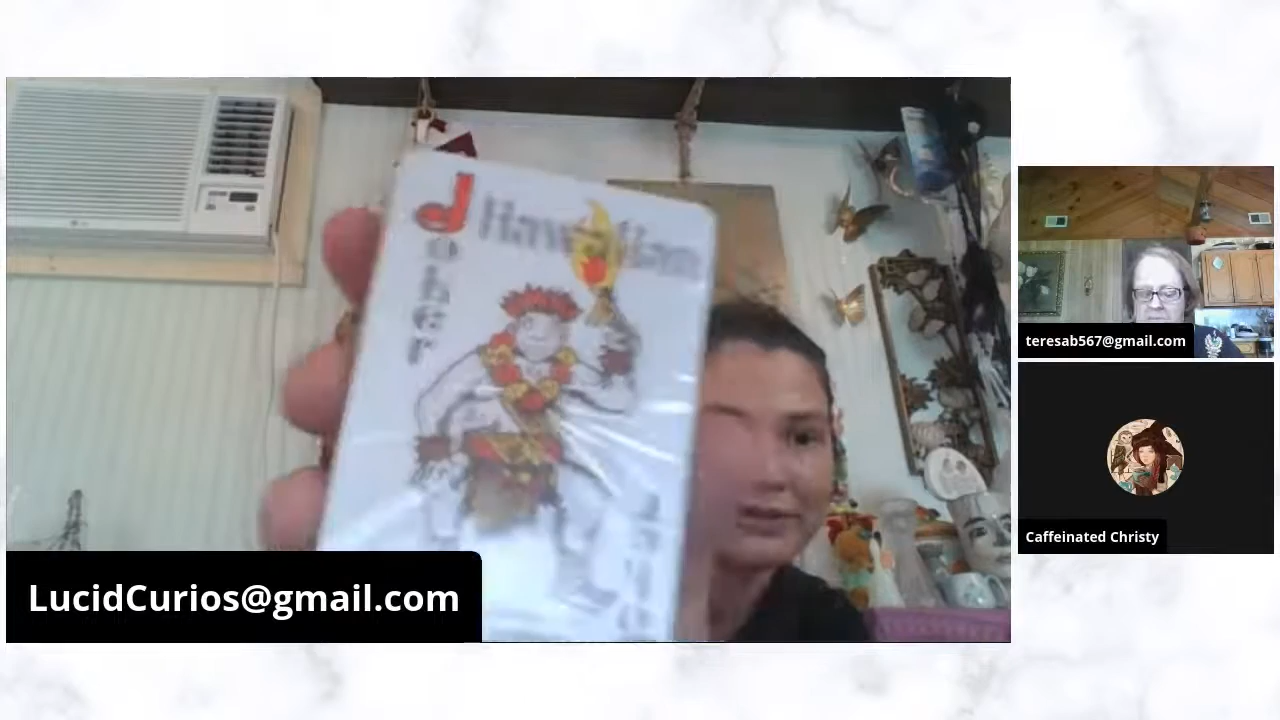 Joker
Hawaiian
LucidCurios@gmail.com
teresab567@gmail.com
Caffeinated Christy